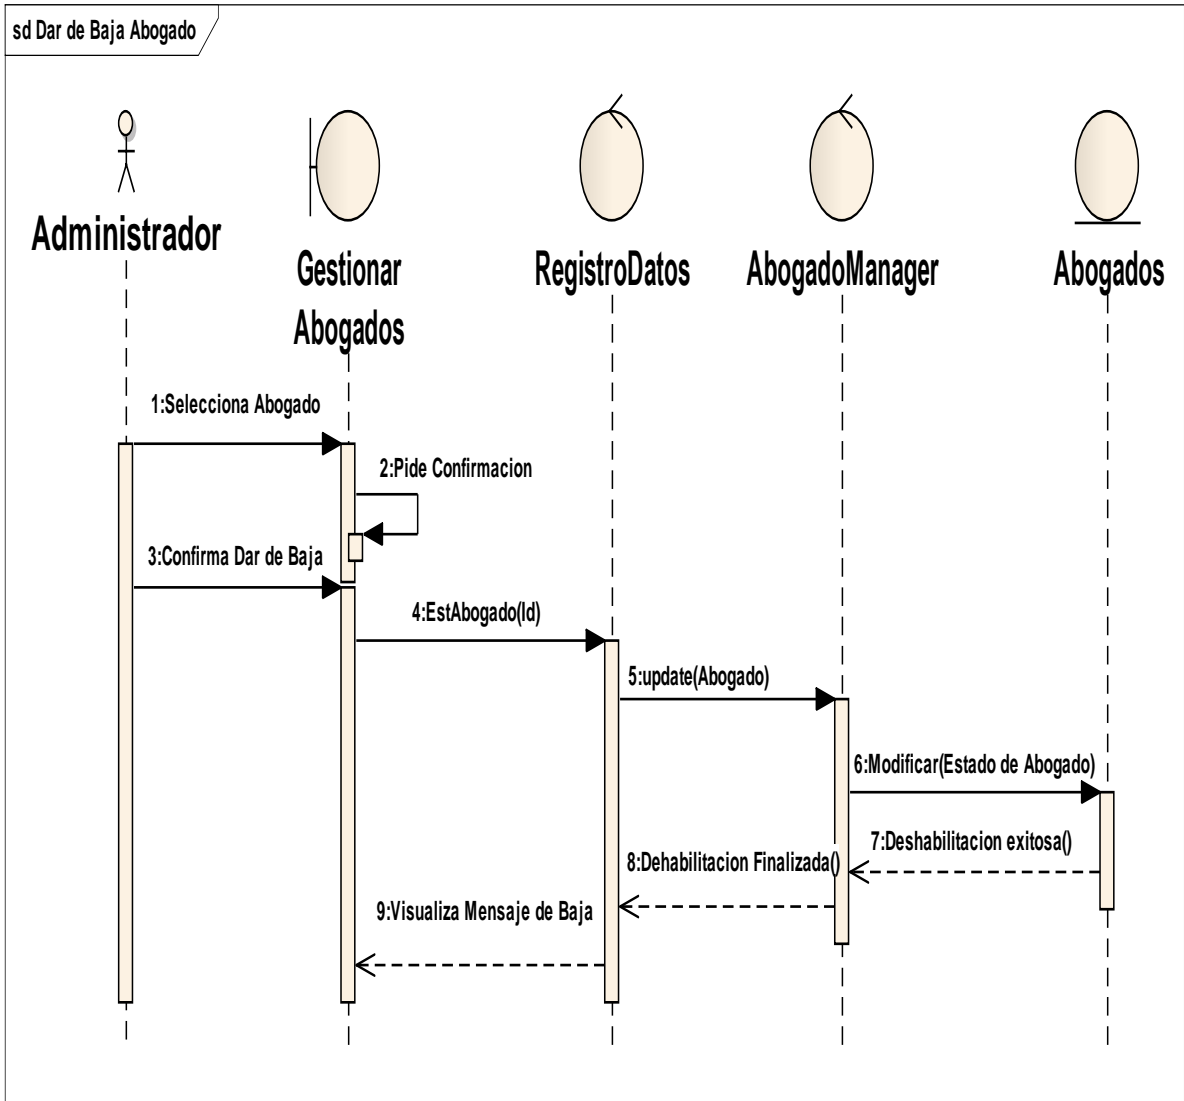 sd Dar de Baja Abogado
Administrador
Gestionar
Abogados
RegistroDatos
AbogadoManager
Abogados
1:Selecciona Abogado
2:Pide Confirmacion
3:Confirma Dar de Baja
4:EstAbogado(Id)
5:update(Abogado)
6:Modificar(Estado de Abogado)
7:Deshabilitacion exitosa()
8:Dehabilitacion Finalizada()
9:Visualiza Mensaje de Baja